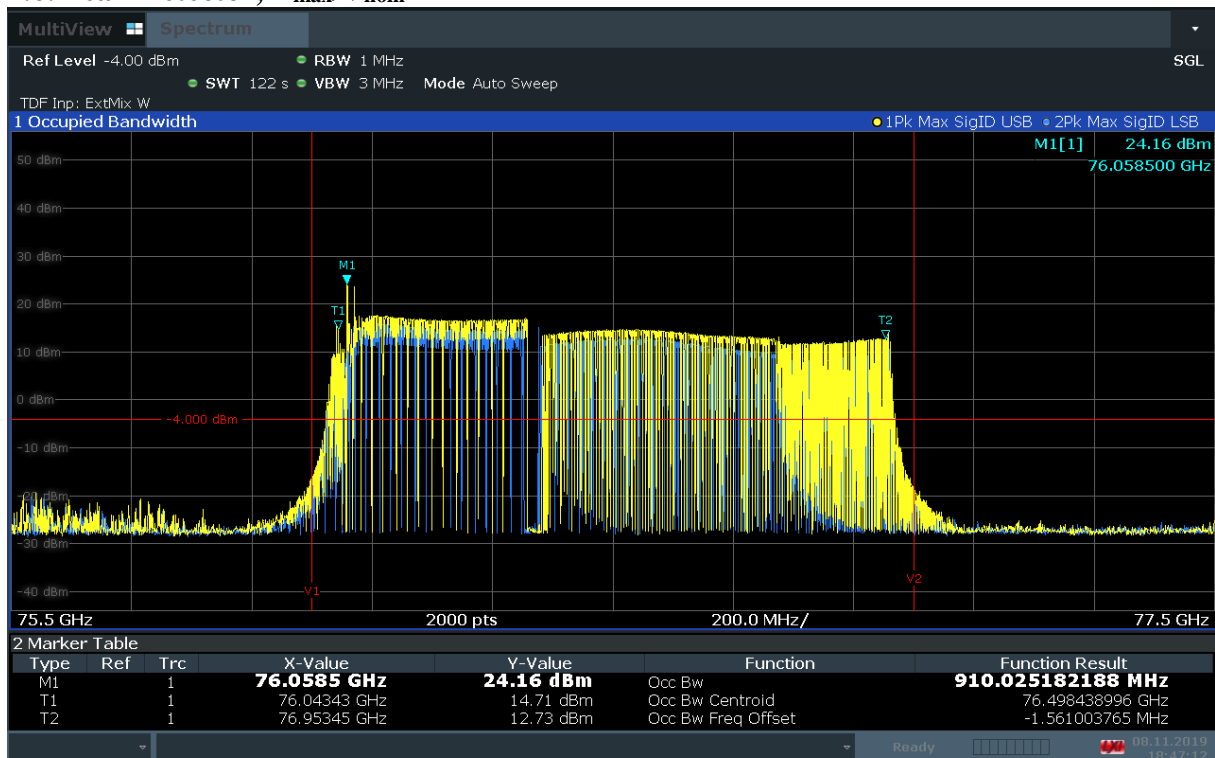 MultiView Spectrum
Ref Level -4.00 dBm RBW 1 MHz SGL
SWT 122 s VBW 3 MHz Mode Auto Sweep
TDF Inp: ExtMix W
1 Occupied Bandwidth 1Pk Max SigID USB 2Pk Max SigID LSB
M1[1] 24.16 dBm
76.058500 GHz
50 dBm
40 dBm
30 dBm
M1
20 dBm
T1
T2
10 dBm
0 dBm
-4.000 dBm
-10 dBm
-20 dBm
-30 dBm
V2
-40 dBm
V1
75.5 GHz 2000 pts 200.0 MHz/ 77.5 GHz
2 Marker Table
Type Ref Trc X-Value Y-Value Function Function Result
M1 1 76.0585 GHz 24.16 dBm Occ Bw 910.025182188 MHz
T1 1 76.04343 GHz 14.71 dBm Occ Bw Centroid 76.498438996 GHz
T2 1 76.95345 GHz 12.73 dBm Occ Bw Freq Offset -1.561003765 MHz
Ready 08.11.2019
18:47:12